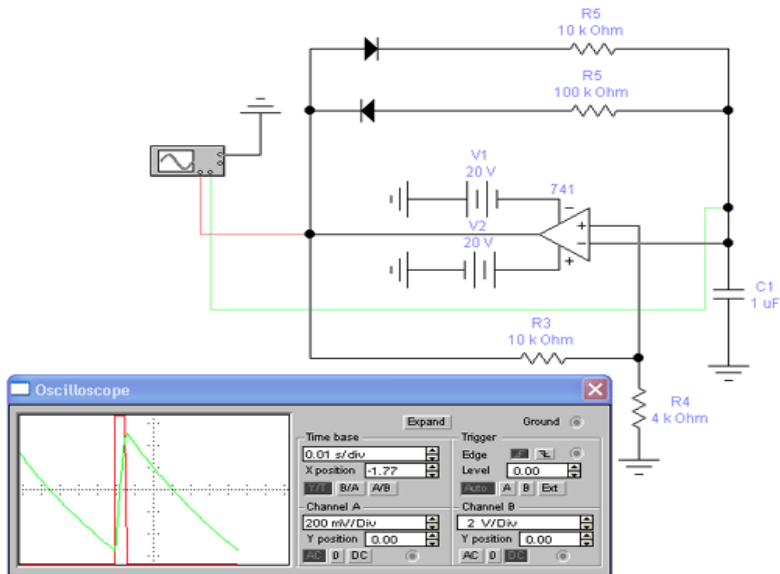 R5
10 k Ohm
R5
100 k Ohm
V1
20 V
741
V2
20 V
C1
1 uF
R3
10 k Ohm
R4
4 k Ohm
Oscilloscope
Expand
Ground
Time base
0.01 s/div
X position -1.77
Y/T B/A A/B
Trigger
Edge
Level 0.00
Auto A B Ext
Channel A
200 mV/Div
Y position 0.00
AC 0 DC
Channel B
2 V/Div
Y position 0.00
AC 0 DC